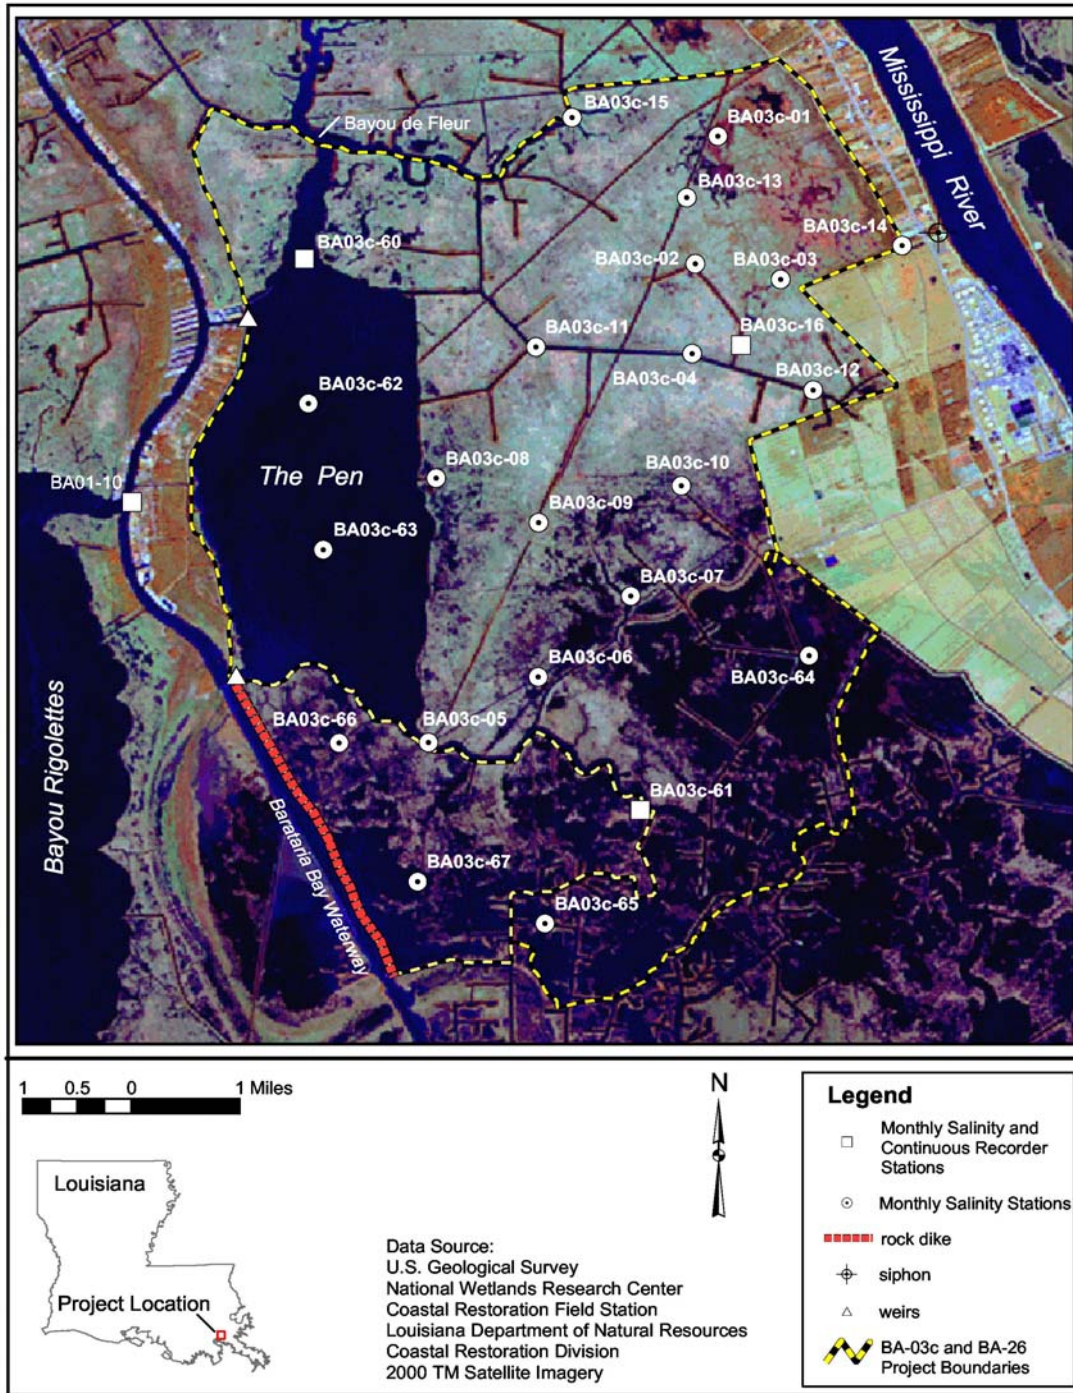 Mississippi River
BA03c-15
BA03c-01
Bayou de Fleur
BA03c-13
BA03c-14
BA03c-60
BA03c-02
BA03c-03
BA03c-11
BA03c-16
BA03c-04
BA03c-12
BA03c-62
The Pen
BA03c-08
BA03c-10
BA01-10
BA03c-09
BA03c-63
BA03c-07
BA03c-06
BA03c-64
BA03c-66
BA03c-05
Bayou Rigolettes
BA03c-61
Barataria Bay Waterway
BA03c-67
BA03c-65
1 0.5 0 1 Miles
N
Louisiana
Project Location
Data Source:
U.S. Geological Survey
National Wetlands Research Center
Coastal Restoration Field Station
Louisiana Department of Natural Resources
Coastal Restoration Division
2000 TM Satellite Imagery
Legend
Monthly Salinity and
Continuous Recorder
Stations
Monthly Salinity Stations
rock dike
siphon
weirs
BA-03c and BA-26
Project Boundaries